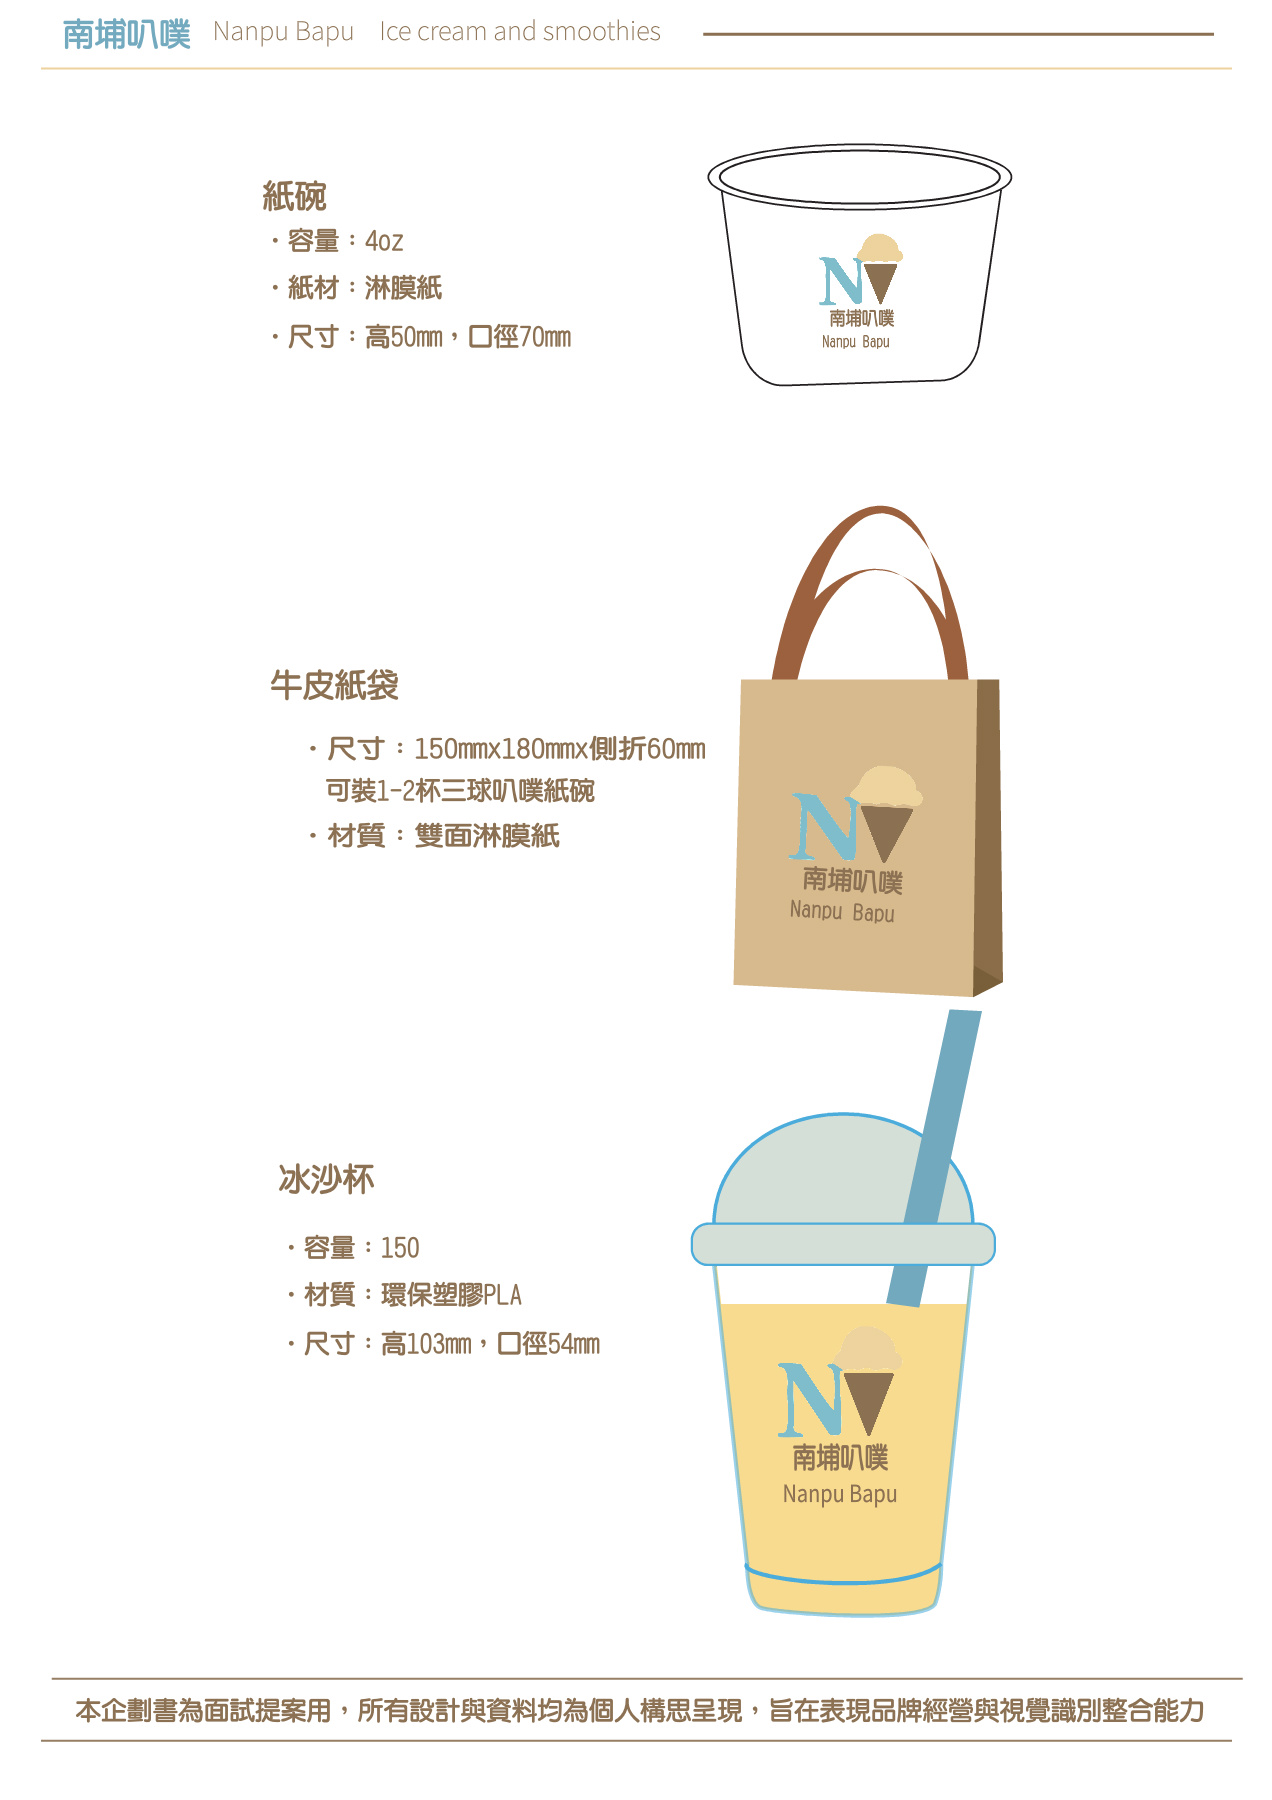 南埔叭噗 Nanpu Bapu Ice cream and smoothies
紙碗
・容量：4oz
・紙材：淋膜紙
・尺寸：高50mm，口徑70mm
南埔叭噗
Nanpu Bapu
牛皮紙袋
・尺寸：150mmx180mmx側折60mm
可裝1-2杯三球叭噗紙碗
・材質：雙面淋膜紙
N
南埔叭噗
Nanpu Bapu
冰沙杯
・容量：150
・材質：環保塑膠PLA
・尺寸：高103mm，口徑54mm
N
南埔叭噗
Nanpu Bapu
本企劃書為面試提案用，所有設計與資料均為個人構思呈現，旨在表現品牌經營與視覺識別整合能力